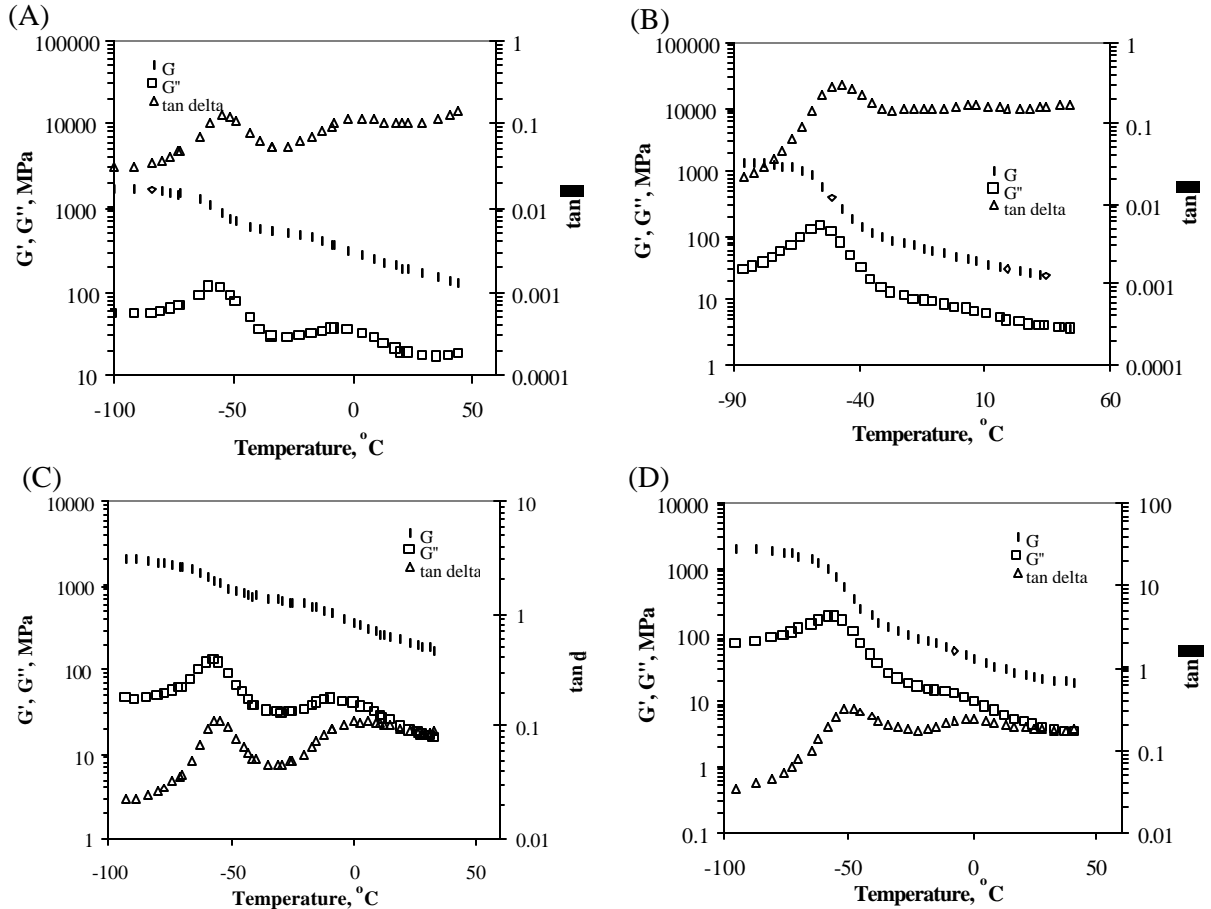 (A)
100000
10000
1000
100
10
1
0.1
0.01
0.001
0.0001
G
G''
tan delta
G', G'', MPa
tan
-100
-50
0
50
Temperature, °C
(B)
100000
10000
1000
100
10
1
1
0.1
0.01
0.001
0.0001
G
G''
tan delta
G', G'', MPa
tan
-90
-40
10
60
Temperature, °C
(C)
10000
1000
100
10
1
10
1
0.1
0.01
G
G''
tan delta
G', G'', MPa
tan d
-100
-50
0
50
Temperature, °C
(D)
10000
1000
100
10
1
0.1
100
10
1
0.1
0.01
G
G''
tan delta
G', G'', MPa
tan
-100
-50
0
50
Temperature, °C